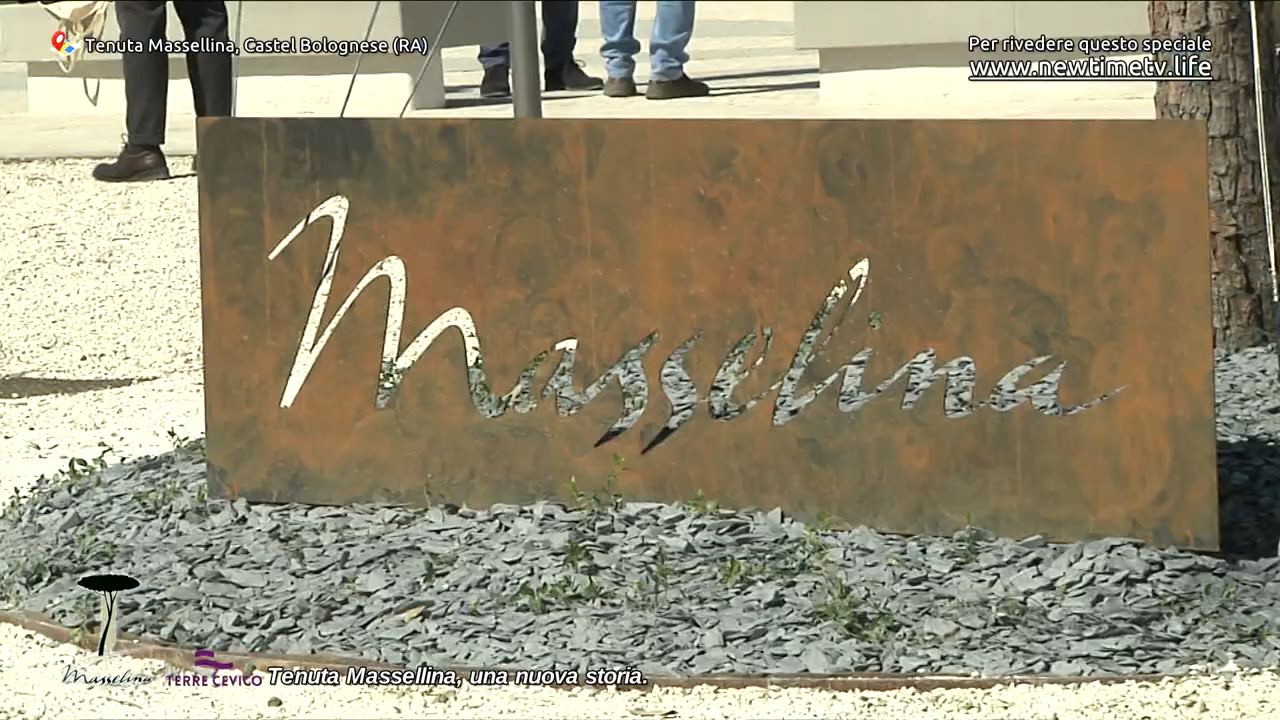 Tenuta Massellina, Castel Bolognese (RA)
Per rivedere questo speciale
www.newtimetv.life
Masselina
Masselina
TERRE CEVICO
Tenuta Massellina, una nuova storia.